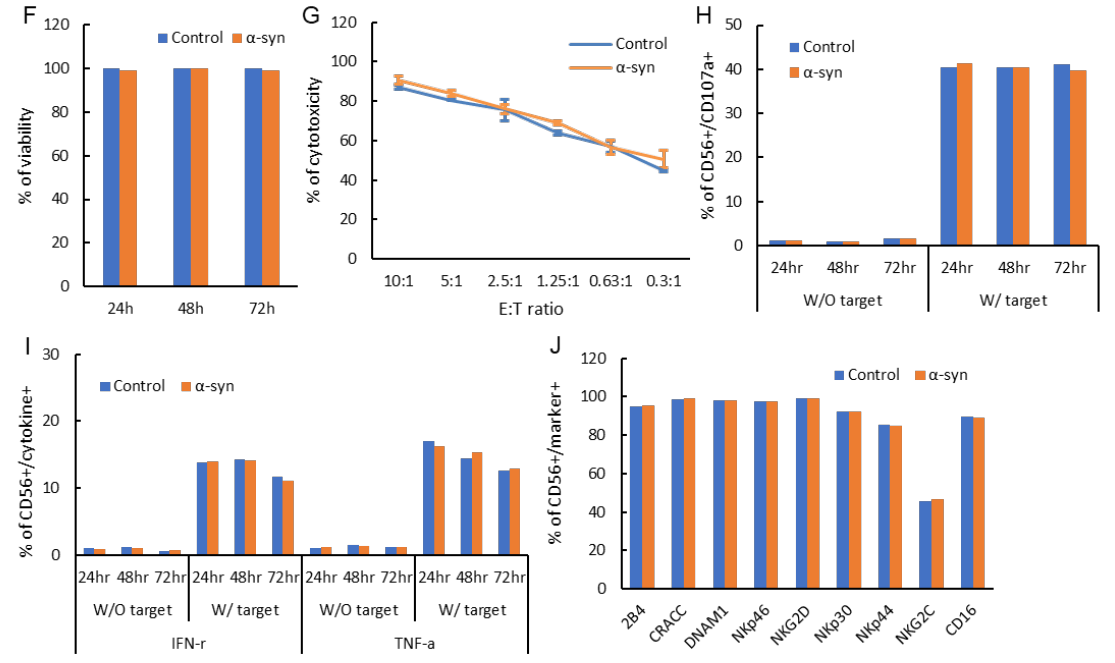 F
120
100
80
60
40
20
0
% of viability
Control α-syn
24h 48h 72h
G
120
100
80
60
40
20
0
% of cytotoxicity
Control
α-syn
10:1 5:1 2.5:1 1.25:1 0.63:1 0.3:1
E:T ratio
H
50
40
30
20
10
0
% of CD56+/CD107a+
Control
α-syn
24hr 48hr 72hr 24hr 48hr 72hr
W/O target W/ target
I
30
20
10
0
% of CD56+/cytokine+
Control α-syn
24hr 48hr 72hr 24hr 48hr 72hr 24hr 48hr 72hr 24hr 48hr 72hr
W/O target W/ target W/O target W/ target
IFN-r TNF-a
J
120
100
80
60
40
20
0
% of CD56+/marker+
Control α-syn
2B4 CRACC DNAM1 NKp46 NKG2D NKp30 NKp44 NKG2C CD16